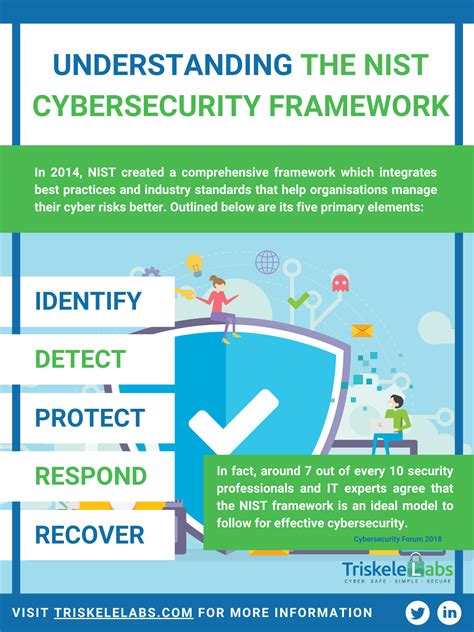 UNDERSTANDING THE NIST
CYBERSECURITY FRAMEWORK
In 2014, NIST created a comprehensive framework which integrates
best practices and industry standards that help organisations manage
their cyber risks better. Outlined below are its five primary elements:
IDENTIFY
DETECT
PROTECT
RESPOND
RECOVER
In fact, around 7 out of every 10 security
professionals and IT experts agree that
the NIST framework is an ideal model to
follow for effective cybersecurity.
Cybersecurity Forum 2018
TriskeleLabs
CYBER: SAFE - SIMPLE - SECURE
VISIT TRISKELELABS.COM FOR MORE INFORMATION